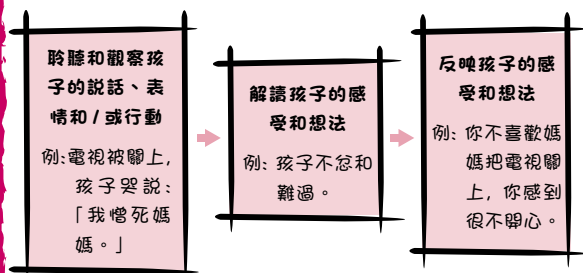 聆聽和觀察孩
子的說話、表
情和/或行動
例:電視被關上，
孩子哭說：
「我憎死媽
媽。」
解讀孩子的感
受和想法
例: 孩子不忿和
難過。
反映孩子的感
受和想法
例: 你不喜歡媽
媽把電視關
上，你感到
很不開心。